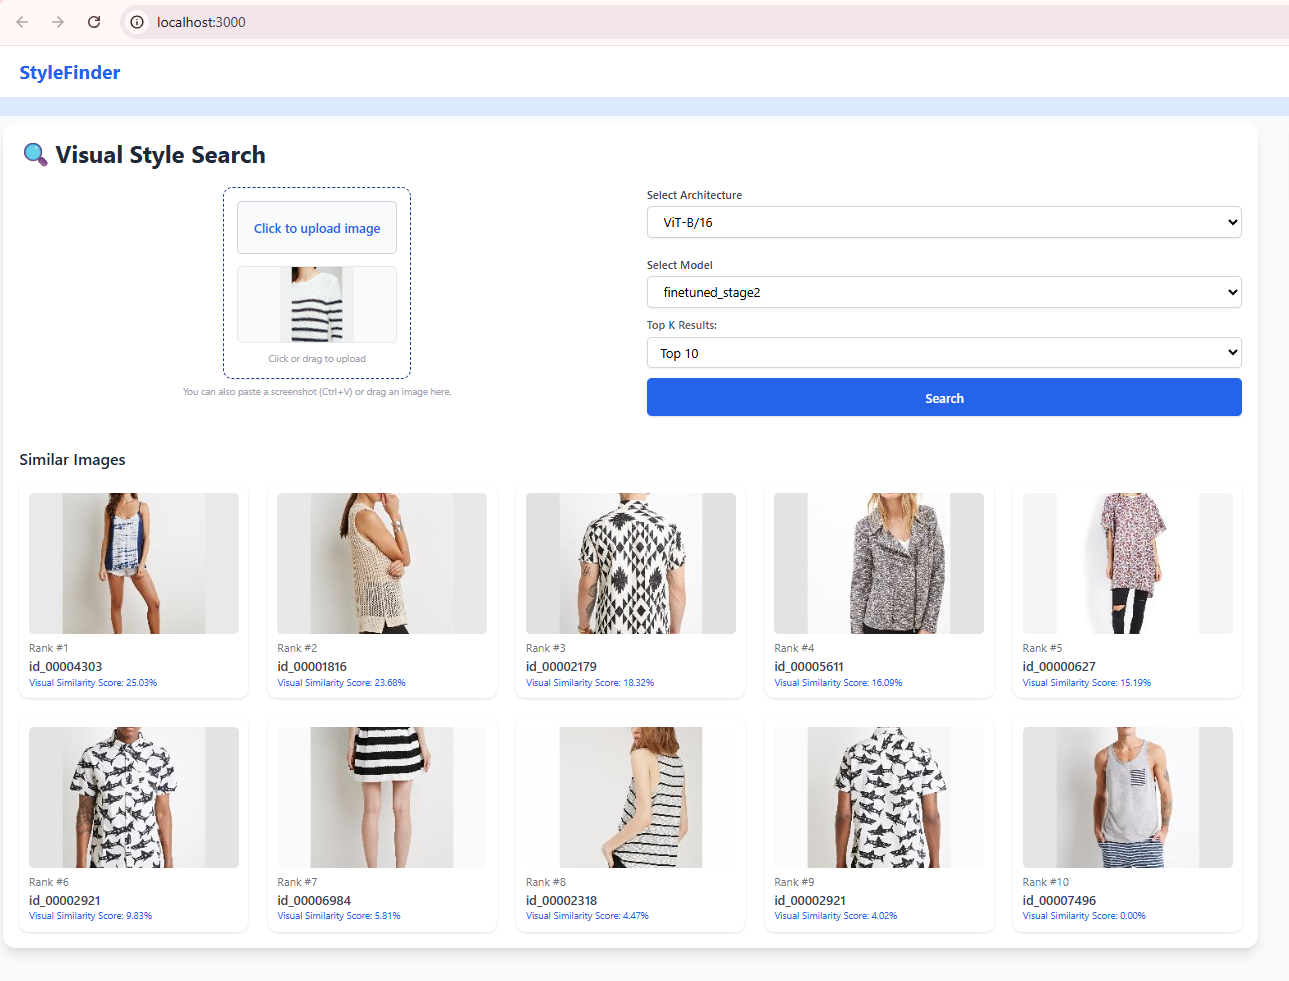 localhost:3000
StyleFinder
Visual Style Search
Click to upload image
Click or drag to upload
You can also paste a screenshot (Ctrl+V) or drag an image here.
Select Architecture
ViT-B/16
Select Model
finetuned_stage2
Top K Results:
Top 10
Search
Similar Images
Rank #1
id_00004303
Visual Similarity Score: 25.03%
Rank #2
id_00001816
Visual Similarity Score: 23.68%
Rank #3
id_00002179
Visual Similarity Score: 18.32%
Rank #4
id_00005611
Visual Similarity Score: 16.09%
Rank #5
id_00000627
Visual Similarity Score: 15.19%
Rank #6
id_00002921
Visual Similarity Score: 9.83%
Rank #7
id_00006984
Visual Similarity Score: 5.81%
Rank #8
id_00002318
Visual Similarity Score: 4.47%
Rank #9
id_00002921
Visual Similarity Score: 4.02%
Rank #10
id_00007496
Visual Similarity Score: 0.00%